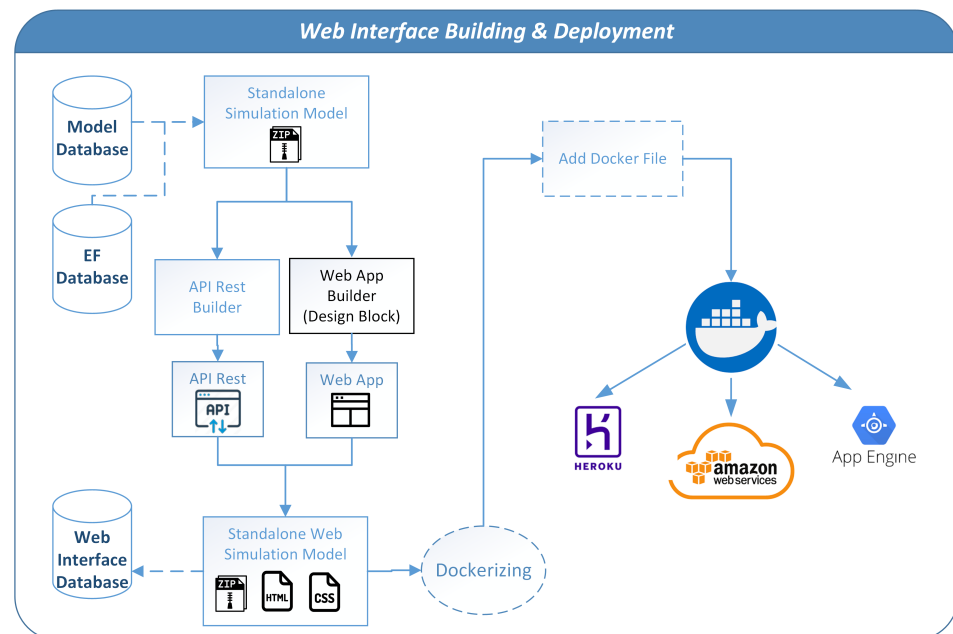 Web Interface Building & Deployment
Model
Database
Standalone
Simulation Model
ZIP
EF
Database
API Rest
Builder
Web App
Builder
(Design Block)
API Rest
API
Web App
Standalone Web
Simulation Model
ZIP
HTML
CSS
Web
Interface
Database
Dockerizing
Add Docker File
HEROKU
amazon
webservices
App Engine